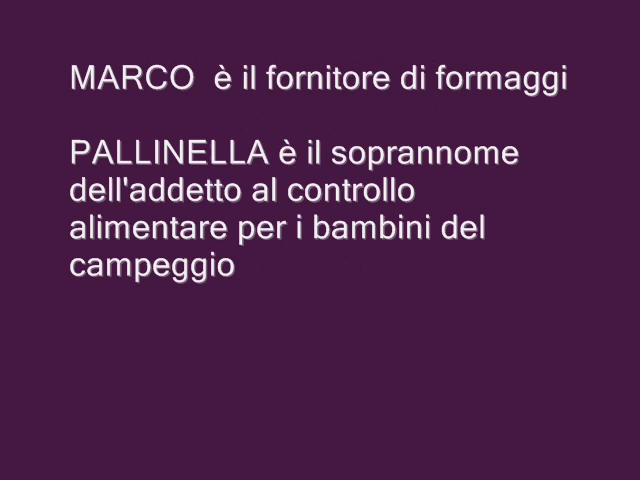 MARCO  è il fornitore di formaggi
PALLINELLA è il soprannome
dell'addetto al controllo
alimentare per i bambini del
campeggio